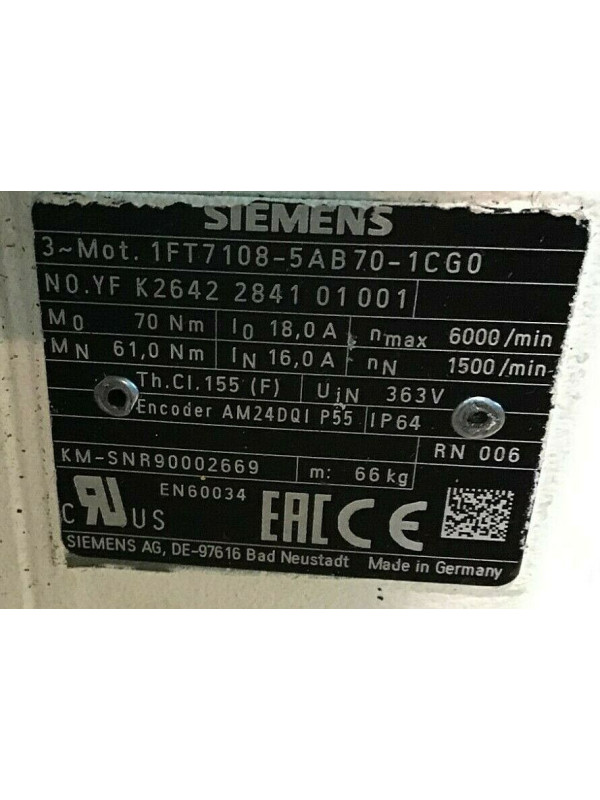 SIEMENS
3~Mot. 1FT7108-5AB70-1CG0
NO.YF K2642 2841 01 001
M0 70 Nm I0 18,0 A nmax 6000/min
MN 61,0 Nm IN 16,0 A nN 1500/min
Th.Cl.155 (F) UiN 363V
Encoder AM24DQI P55 IP64
RN 006
KM-SNR90002669 m: 66 kg
EN60034
c RU US EAC CE
SIEMENS AG, DE-97616 Bad Neustadt Made in Germany